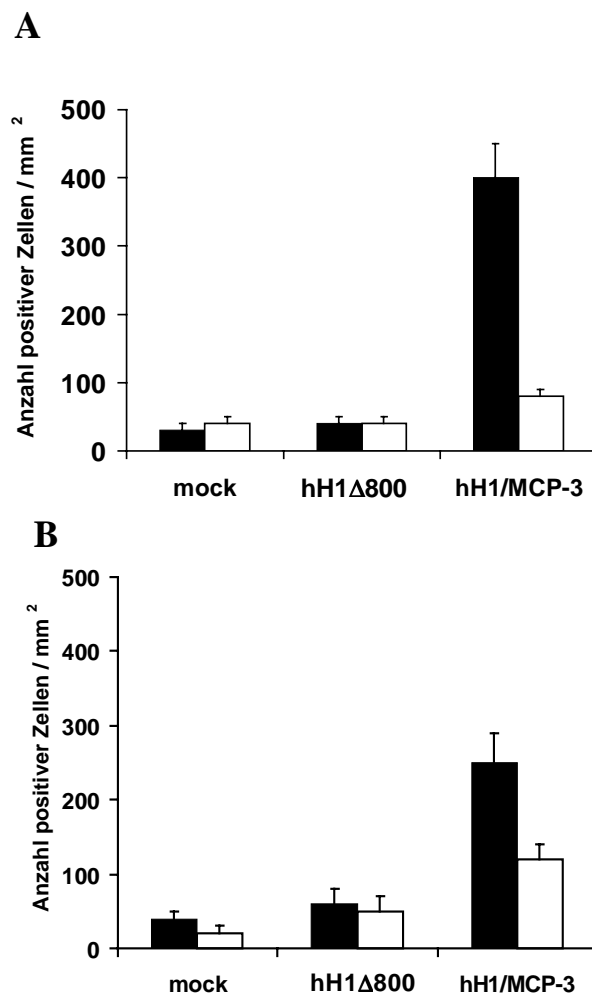 A
Anzahl positiver Zellen / mm ²
500
400
300
200
100
0
mock hH1Δ800 hH1/MCP-3
B
Anzahl positiver Zellen / mm ²
500
400
300
200
100
0
mock hH1Δ800 hH1/MCP-3